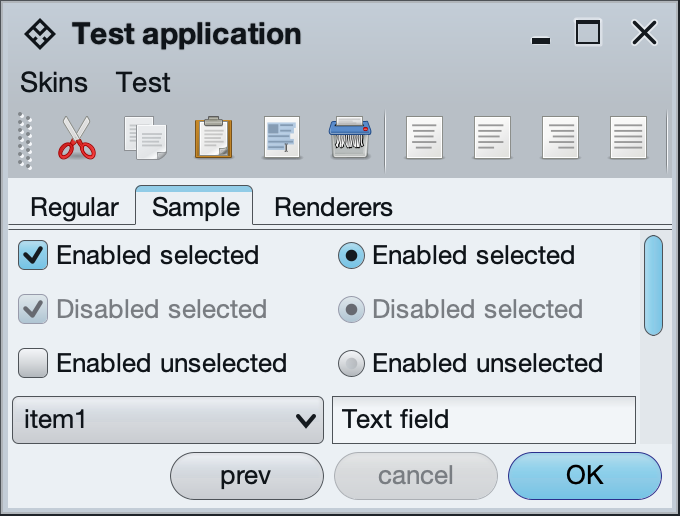 Test application
Skins Test
Regular Sample Renderers
Enabled selected Enabled selected
Disabled selected Disabled selected
Enabled unselected Enabled unselected
item1 Text field
prev cancel OK